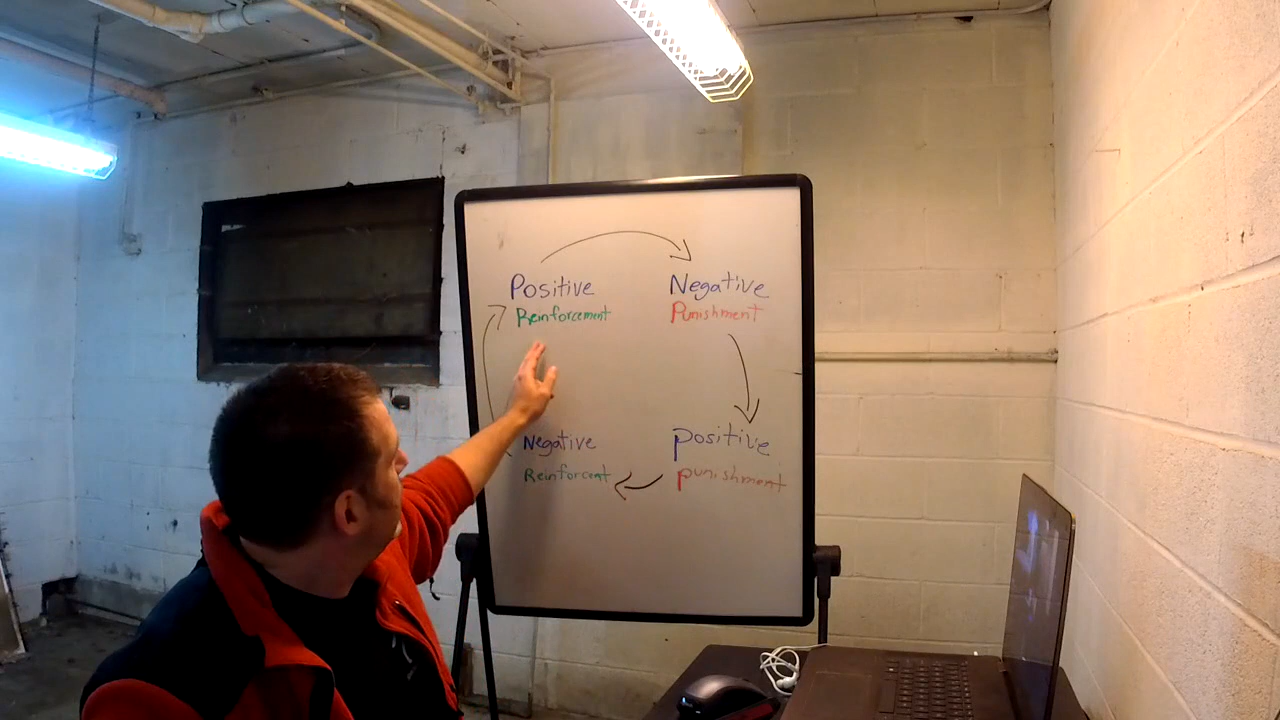 Positive
Reinforcement
Negative
Punishment
Negative
Reinforcent
positive
punishment